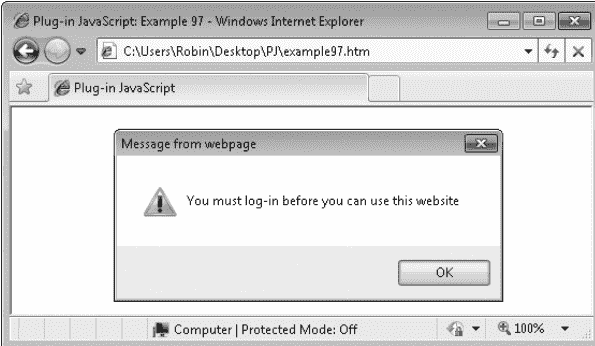 Plug-in JavaScript: Example 97 - Windows Internet Explorer
C:\Users\Robin\Desktop\PJ\example97.htm
Plug-in JavaScript
Message from webpage
You must log-in before you can use this website
OK
Computer | Protected Mode: Off
100%